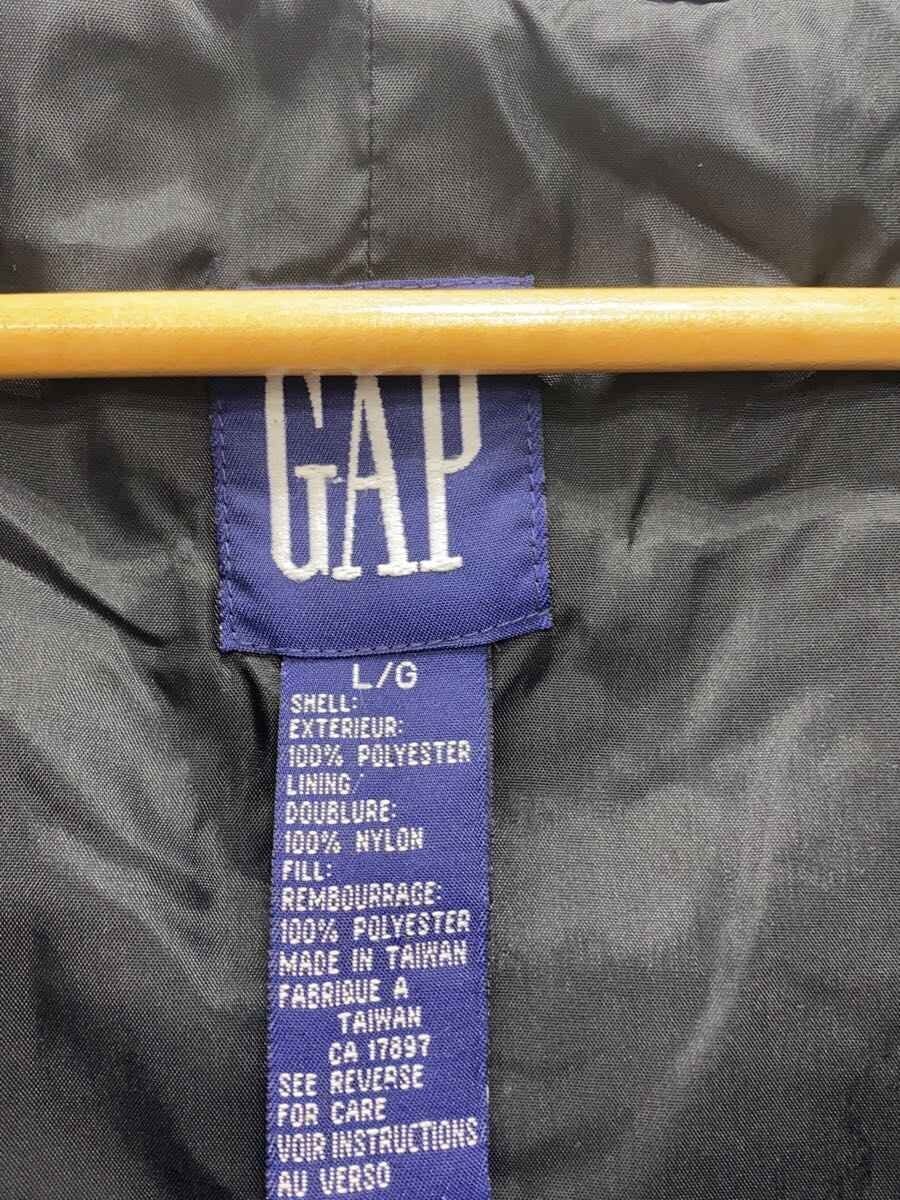 GAP
L/G
SHELL:
EXTERIEUR:
100% POLYESTER
LINING/
DOUBLURE:
100% NYLON
FILL:
REMBOURRAGE:
100% POLYESTER
MADE IN TAIWAN
FABRIQUE A
TAIWAN
CA 17897
SEE REVERSE
FOR CARE
VOIR INSTRUCTIONS
AU VERSO